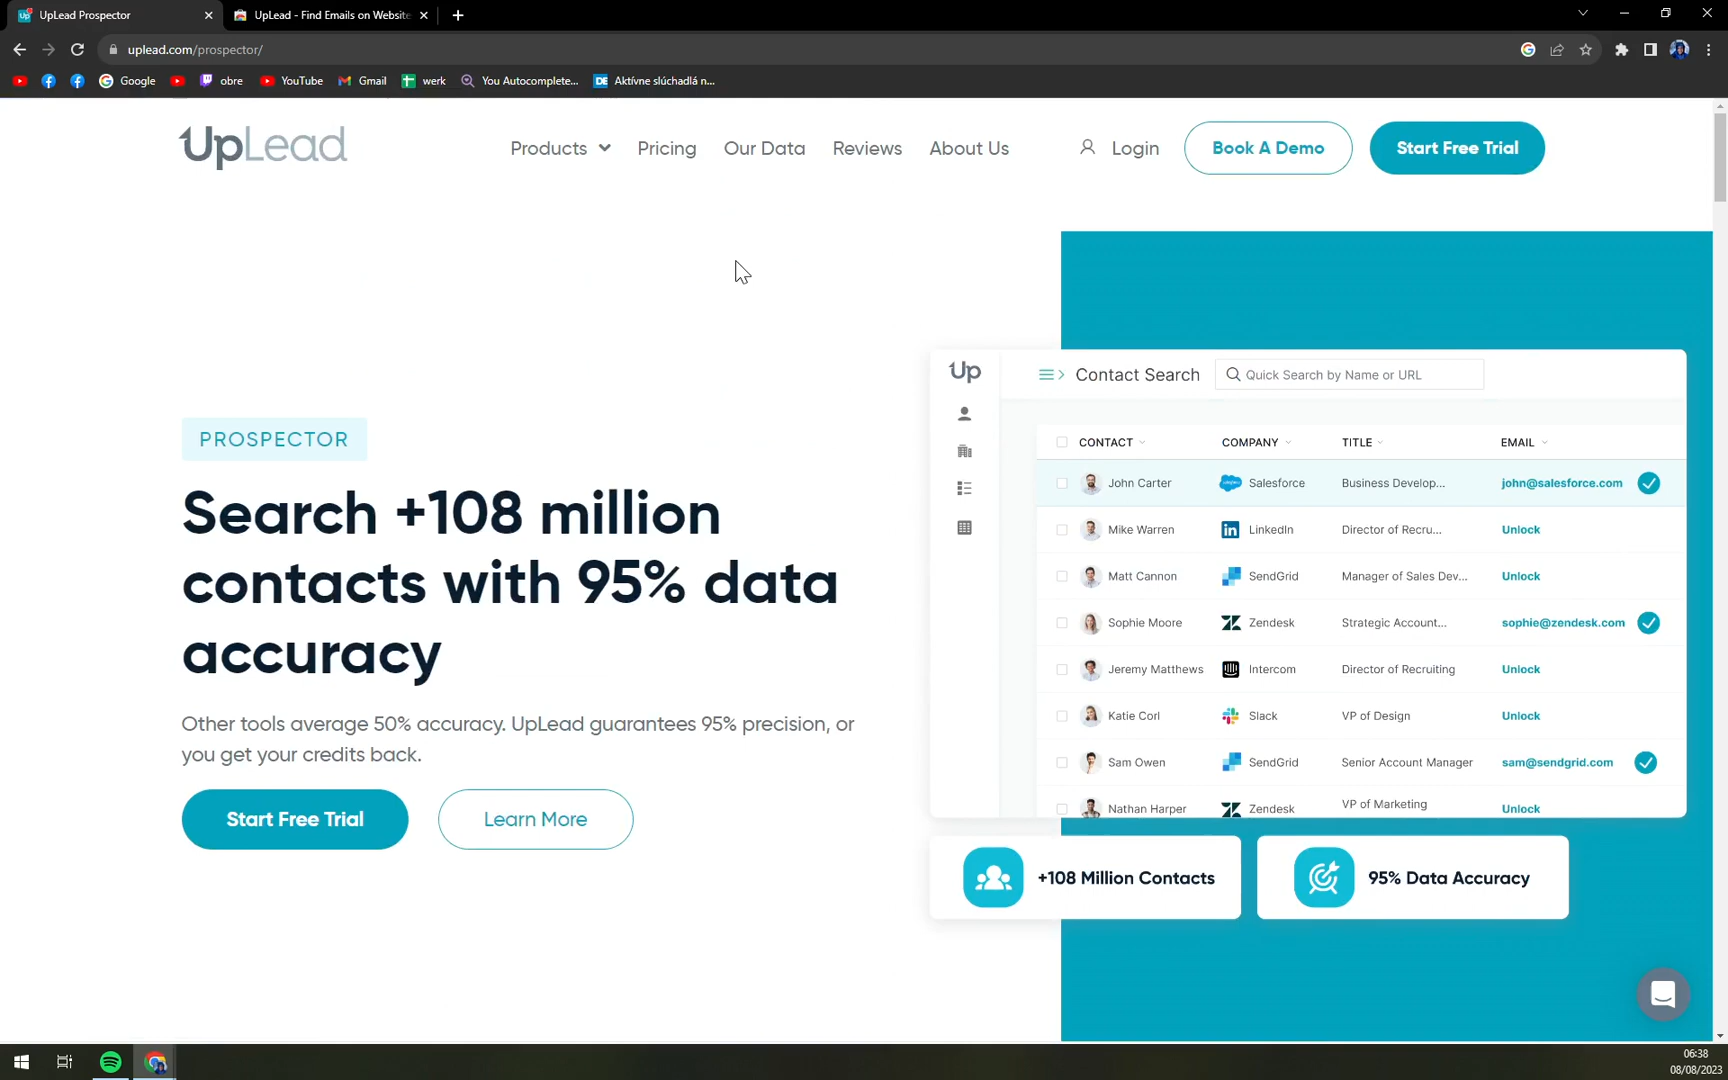 UpLead Prospector
UpLead - Find Emails on Website
uplead.com/prospector/
Google
obre
YouTube
Gmail
werk
You Autocomplete...
Aktívne slúchadlá n...
UpLead
Products
Pricing
Our Data
Reviews
About Us
Login
Book A Demo
Start Free Trial
PROSPECTOR
Search +108 million
contacts with 95% data
accuracy
Other tools average 50% accuracy. UpLead guarantees 95% precision, or
you get your credits back.
Start Free Trial
Learn More
Up
Contact Search
Quick Search by Name or URL
CONTACT COMPANY TITLE EMAIL
John Carter Salesforce Business Develop... john@salesforce.com
Mike Warren LinkedIn Director of Recru... Unlock
Matt Cannon SendGrid Manager of Sales Dev... Unlock
Sophie Moore Zendesk Strategic Account... sophie@zendesk.com
Jeremy Matthews Intercom Director of Recruiting Unlock
Katie Corl Slack VP of Design Unlock
Sam Owen SendGrid Senior Account Manager sam@sendgrid.com
Nathan Harper Zendesk VP of Marketing Unlock
+108 Million Contacts
95% Data Accuracy
06:38
08/08/2023